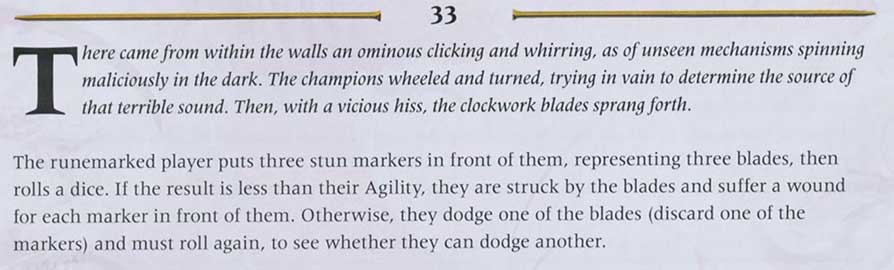 33
There came from within the walls an ominous clicking and whirring, as of unseen mechanisms spinning
maliciously in the dark. The champions wheeled and turned, trying in vain to determine the source of
that terrible sound. Then, with a vicious hiss, the clockwork blades sprang forth.
The runemarked player puts three stun markers in front of them, representing three blades, then
rolls a dice. If the result is less than their Agility, they are struck by the blades and suffer a wound
for each marker in front of them. Otherwise, they dodge one of the blades (discard one of the
markers) and must roll again, to see whether they can dodge another.